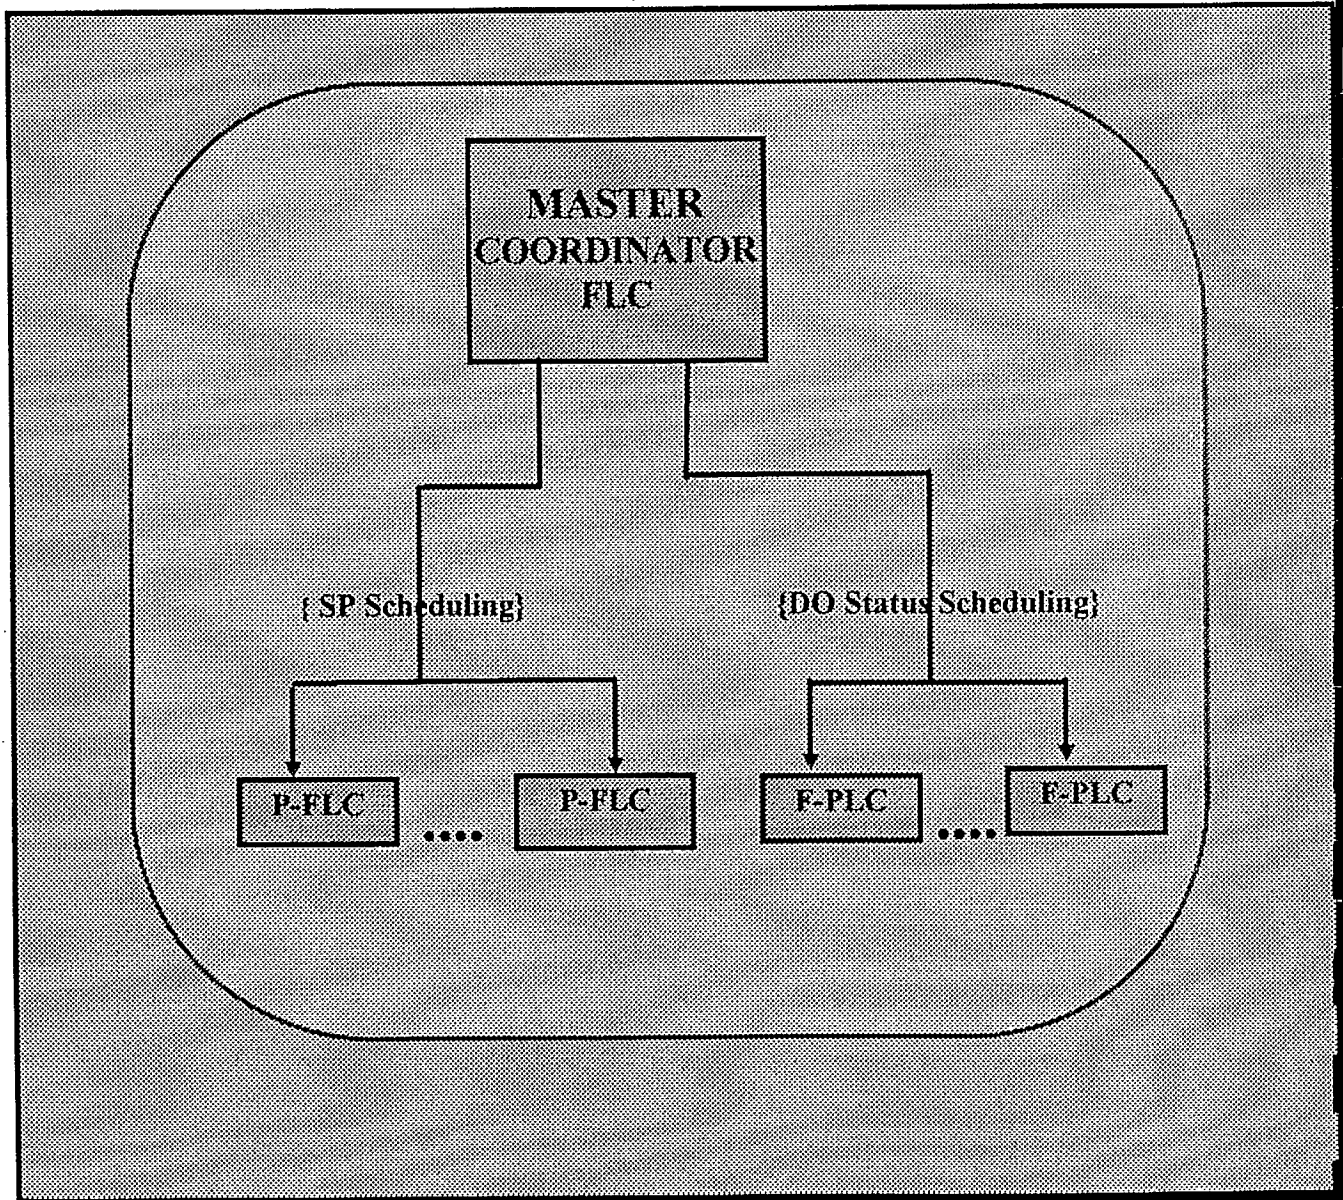 MASTER
COORDINATOR
FLC
{ SP Scheduling}
{DO Status Scheduling}
P-FLC
P-FLC
F-PLC
F-PLC